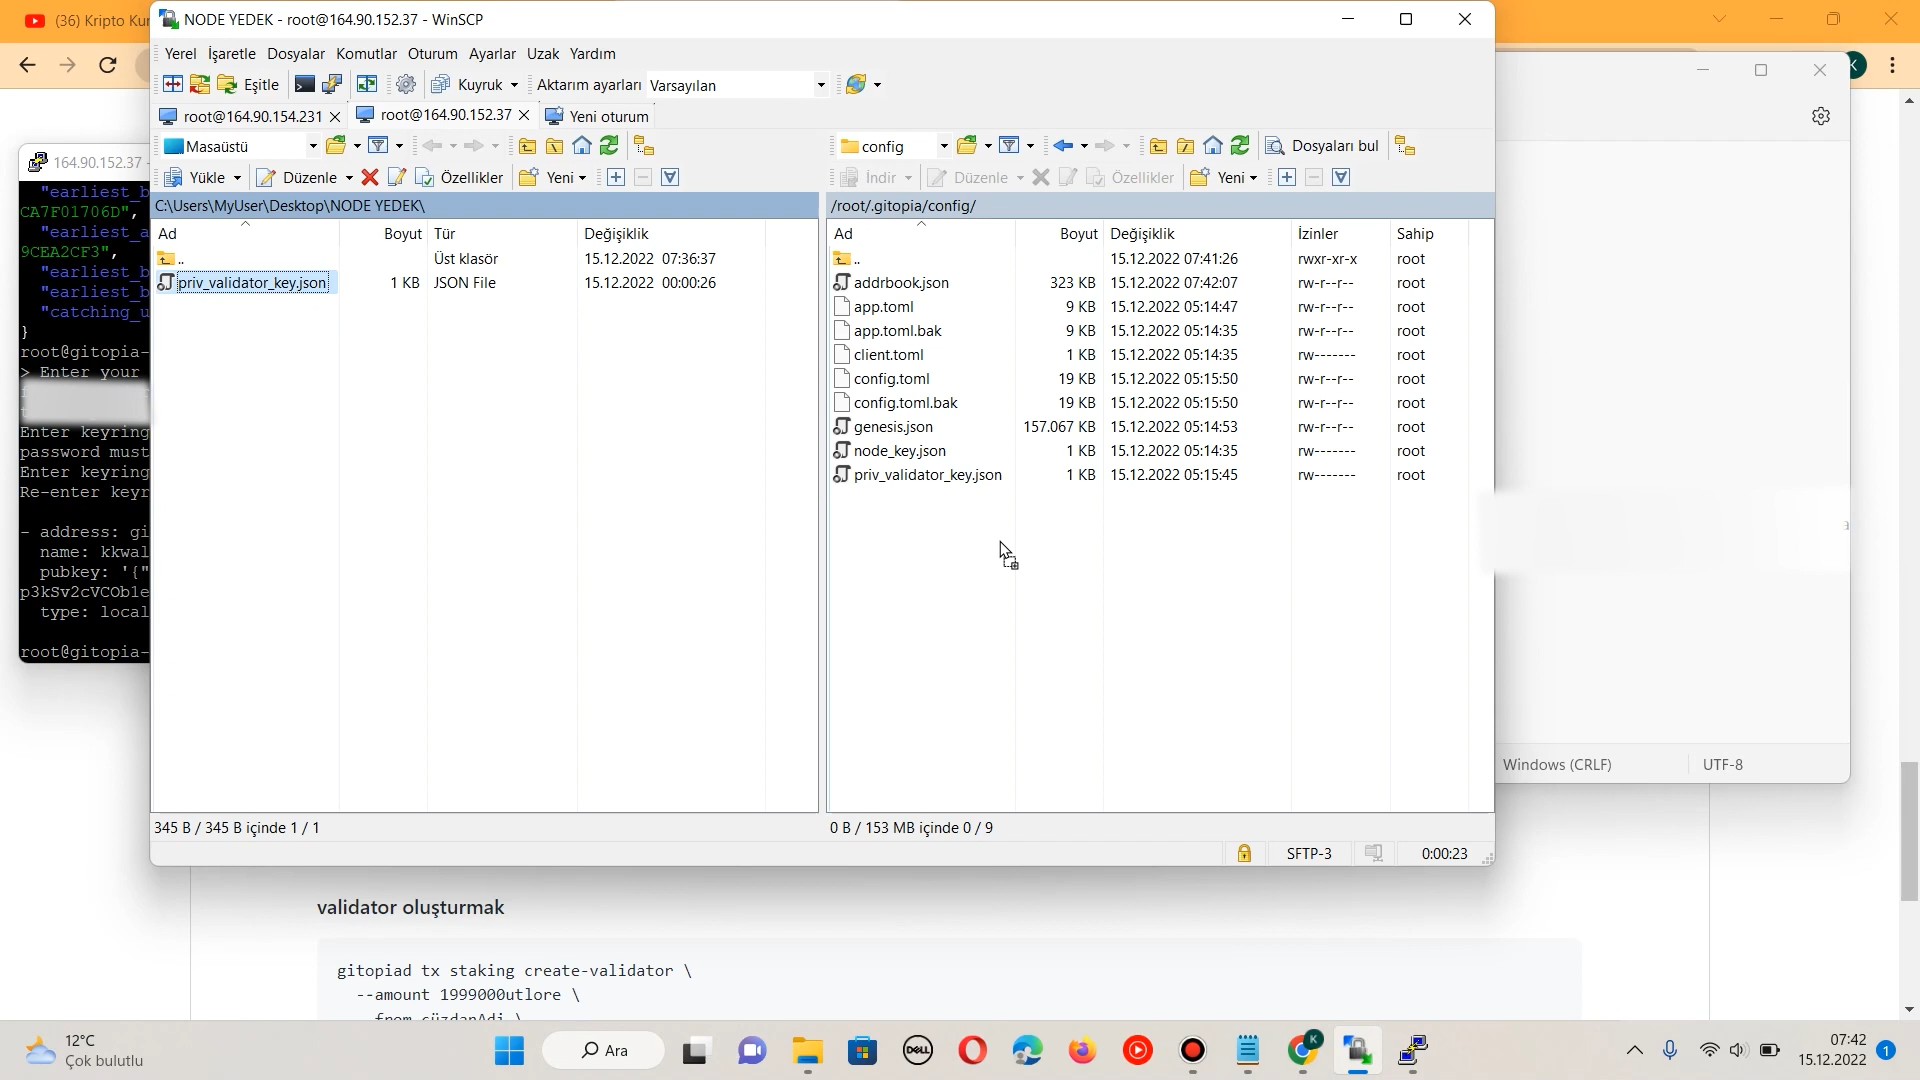 (36) Kripto Kur
NODE YEDEK - root@164.90.152.37 - WinSCP
Yerel İşaretle Dosyalar Komutlar Oturum Ayarlar Uzak Yardım
Eşitle Kuyruk Aktarım ayarları Varsayılan
root@164.90.154.231 root@164.90.152.37 Yeni oturum
Masaüstü config Dosyaları bul
Yükle Düzenle Özellikler Yeni İndir Düzenle Özellikler Yeni
C:\Users\MyUser\Desktop\NODE YEDEK\ /root/.gitopia/config/
Ad Boyut Tür Değişiklik
.. Üst klasör 15.12.2022 07:36:37
priv_validator_key.json 1 KB JSON File 15.12.2022 00:00:26
345 B / 345 B içinde 1 / 1
Ad Boyut Değişiklik İzinler Sahip
.. 15.12.2022 07:41:26 rwxr-xr-x root
addrbook.json 323 KB 15.12.2022 07:42:07 rw-r--r-- root
app.toml 9 KB 15.12.2022 05:14:47 rw-r--r-- root
app.toml.bak 9 KB 15.12.2022 05:14:35 rw-r--r-- root
client.toml 1 KB 15.12.2022 05:14:35 rw------- root
config.toml 19 KB 15.12.2022 05:15:50 rw-r--r-- root
config.toml.bak 19 KB 15.12.2022 05:15:50 rw-r--r-- root
genesis.json 157.067 KB 15.12.2022 05:14:53 rw-r--r-- root
node_key.json 1 KB 15.12.2022 05:14:35 rw------- root
priv_validator_key.json 1 KB 15.12.2022 05:15:45 rw------- root
0 B / 153 MB içinde 0 / 9
SFTP-3 0:00:23
164.90.152.37 -
"earliest_b
CA7F01706D",
"earliest_a
9CEA2CF3",
"earliest_b
"earliest_b
"catching_u
}
root@gitopia-
> Enter your
Enter keyring
password must
Enter keyring
Re-enter keyr
- address: gi
name: kkwal
pubkey: '{"
p3kSv2cVCOb1e
type: local
root@gitopia-
K
Windows (CRLF) UTF-8
validator oluşturmak
gitopiad tx staking create-validator \
--amount 1999000utlore \
12°C
Çok bulutlu
Ara
DELL
K
07:42
15.12.2022
1